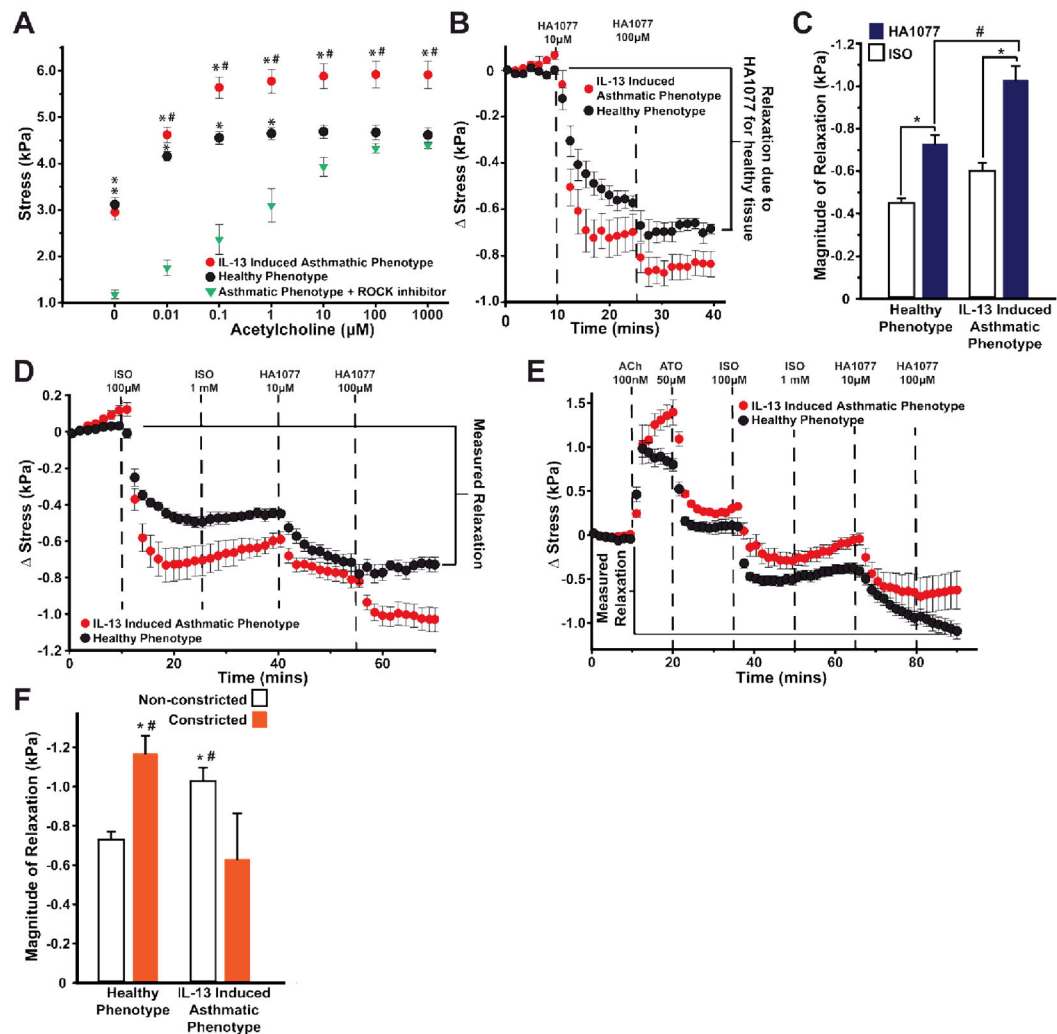 A
* * * * * * *
*# *# *# *# *# *#
6.0
5.0
4.0
3.0
2.0
1.0
Stress (kPa)
IL-13 Induced Asthmathic Phenotype
Healthy Phenotype
Asthmatic Phenotype + ROCK inhibitor
0 0.01 0.1 1 10 100 1000
Acetylcholine (µM)
B
HA1077 HA1077
10µM 100µM
0
-0.2
-0.4
-0.6
-0.8
-1.0
Δ Stress (kPa)
IL-13 Induced
Asthmatic Phenotype
Healthy Phenotype
Relaxation due to
HA1077 for healthy tissue
0 10 20 30 40
Time (mins)
C
HA1077
ISO
#
*
*
-1.2
-1.0
-0.8
-0.6
-0.4
-0.2
0
Magnitude of Relaxation (kPa)
Healthy
Phenotype
IL-13 Induced
Asthmatic
Phenotype
D
ISO ISO HA1077 HA1077
100µM 1 mM 10µM 100µM
0.2
0
-0.4
-0.6
-0.8
-1.0
-1.2
Δ Stress (kPa)
Measured Relaxation
IL-13 Induced Asthmatic Phenotype
Healthy Phenotype
0 20 40 60
Time (mins)
E
ACh ATO ISO ISO HA1077 HA1077
100nM 50µM 100µM 1 mM 10µM 100µM
IL-13 Induced Asthmatic Phenotype
Healthy Phenotype
1.5
1.0
0.5
0
-0.5
-1.0
Δ Stress (kPa)
Measured
Relaxation
0 20 40 60 80
Time (mins)
F
Non-constricted
Constricted
*#
*#
-1.2
-1.0
-0.8
-0.6
-0.4
-0.2
0
Magnitude of Relaxation (kPa)
Healthy
Phenotype
IL-13 Induced
Asthmatic
Phenotype